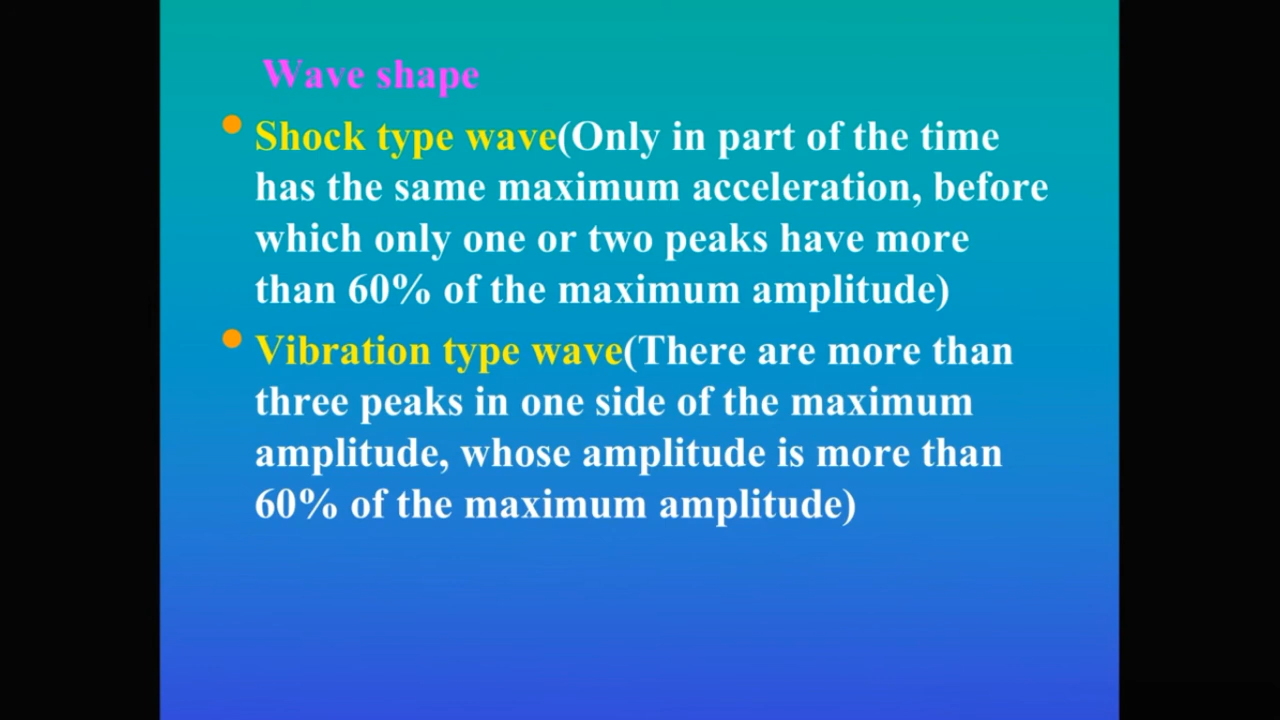 Wave shape
• Shock type wave(Only in part of the time
has the same maximum acceleration, before
which only one or two peaks have more
than 60% of the maximum amplitude)
• Vibration type wave(There are more than
three peaks in one side of the maximum
amplitude, whose amplitude is more than
60% of the maximum amplitude)